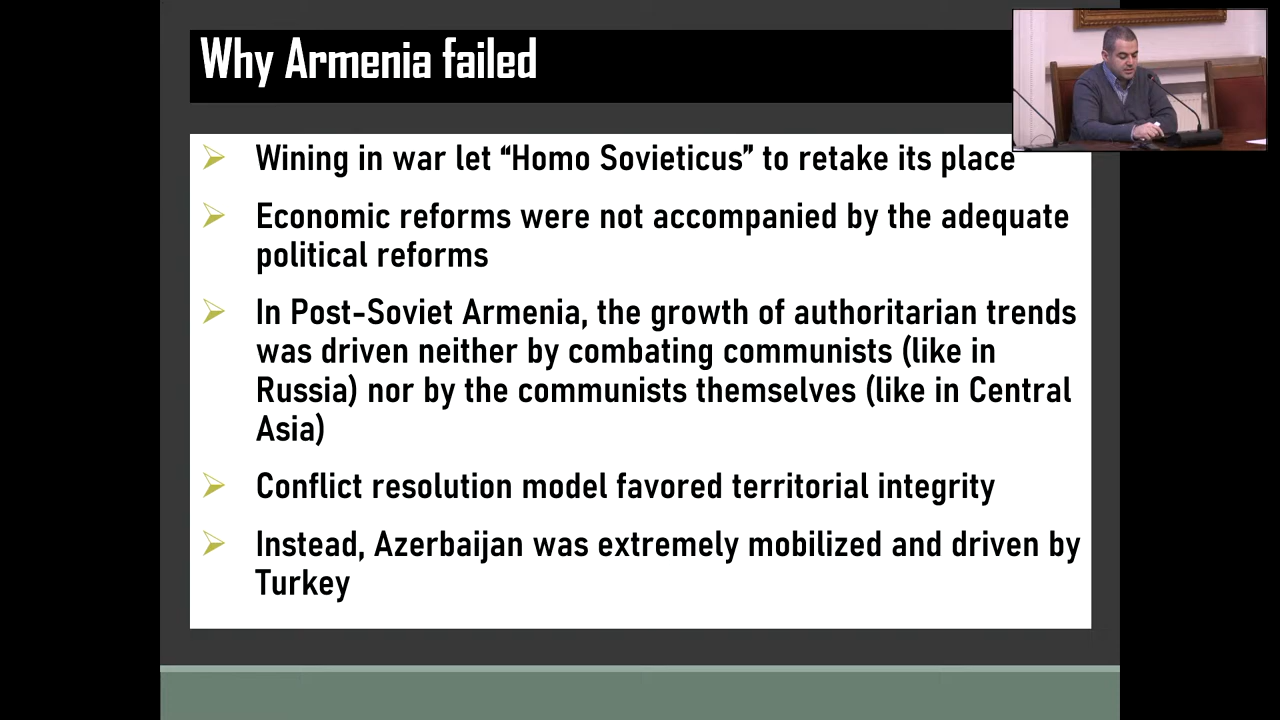 Why Armenia failed
Wining in war let “Homo Sovieticus” to retake its place
Economic reforms were not accompanied by the adequate
political reforms
In Post-Soviet Armenia, the growth of authoritarian trends
was driven neither by combating communists (like in
Russia) nor by the communists themselves (like in Central
Asia)
Conflict resolution model favored territorial integrity
Instead, Azerbaijan was extremely mobilized and driven by
Turkey